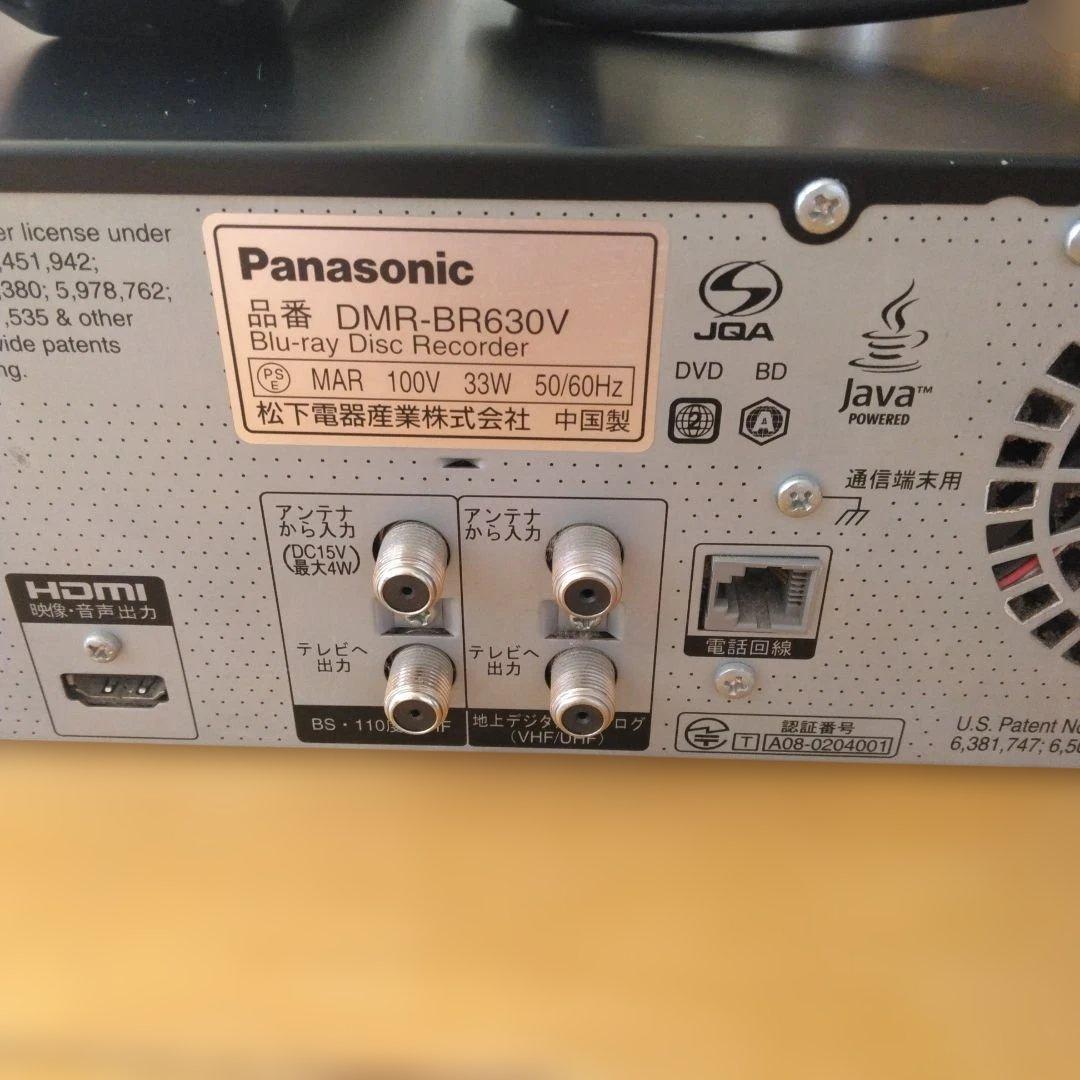 er license under
,451,942;
,380; 5,978,762;
,535 & other
wide patents
ng.
Panasonic
品番 DMR-BR630V
Blu-ray Disc Recorder
PS
E
MAR 100V 33W 50/60Hz
松下電器産業株式会社 中国製
JQA
DVD BD
2 A
Java™
POWERED
通信端末用
アンテナ
から入力
(DC15V
最大4W)
テレビへ
出力
BS・110度
アンテナ
から入力
テレビへ
出力
地上デジタ ログ
(VHF/UHF)
HDMI
映像・音声出力
電話回線
認証番号
T A08-0204001
U.S. Patent No
6,381,747; 6,5